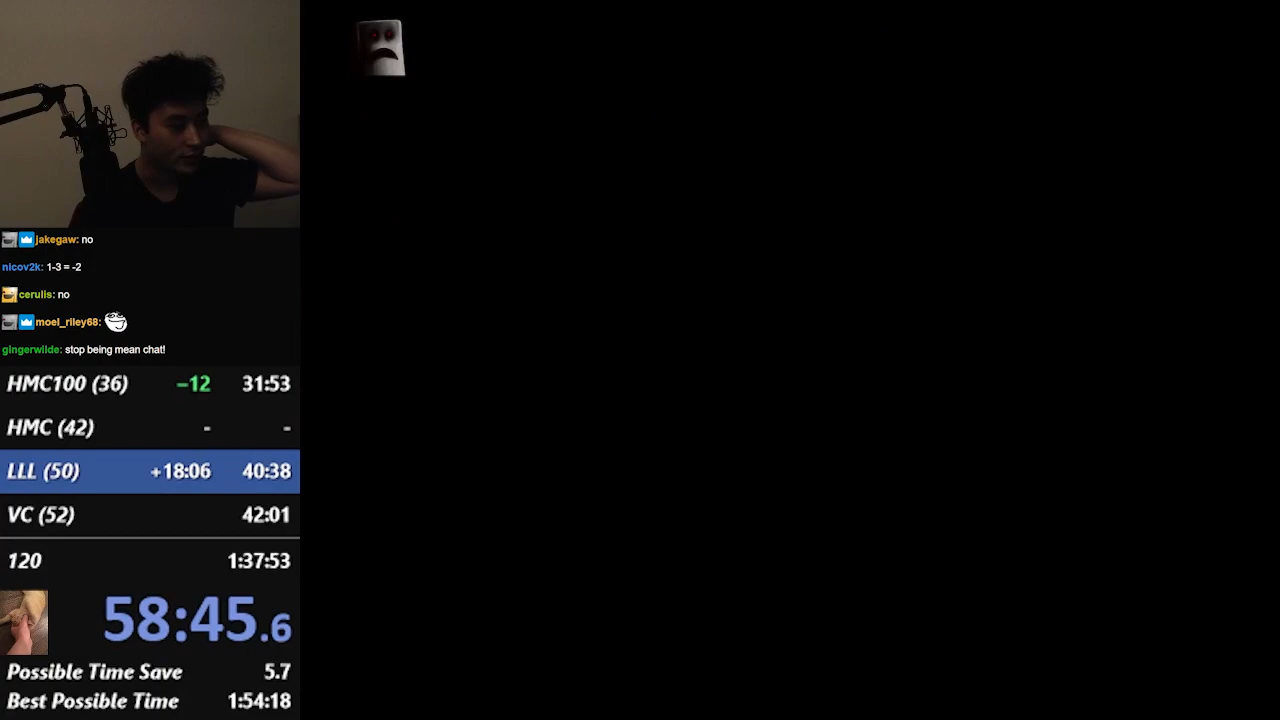 jakegaw: no
nicov2k: 1-3 = -2
cerulis: no
moel_riley68:
gingerwilde: stop being mean chat!
HMC100 (36) −12 31:53
HMC (42) - -
LLL (50) +18:06 40:38
VC (52) 42:01
120 1:37:53
58:45.6
Possible Time Save 5.7
Best Possible Time 1:54:18